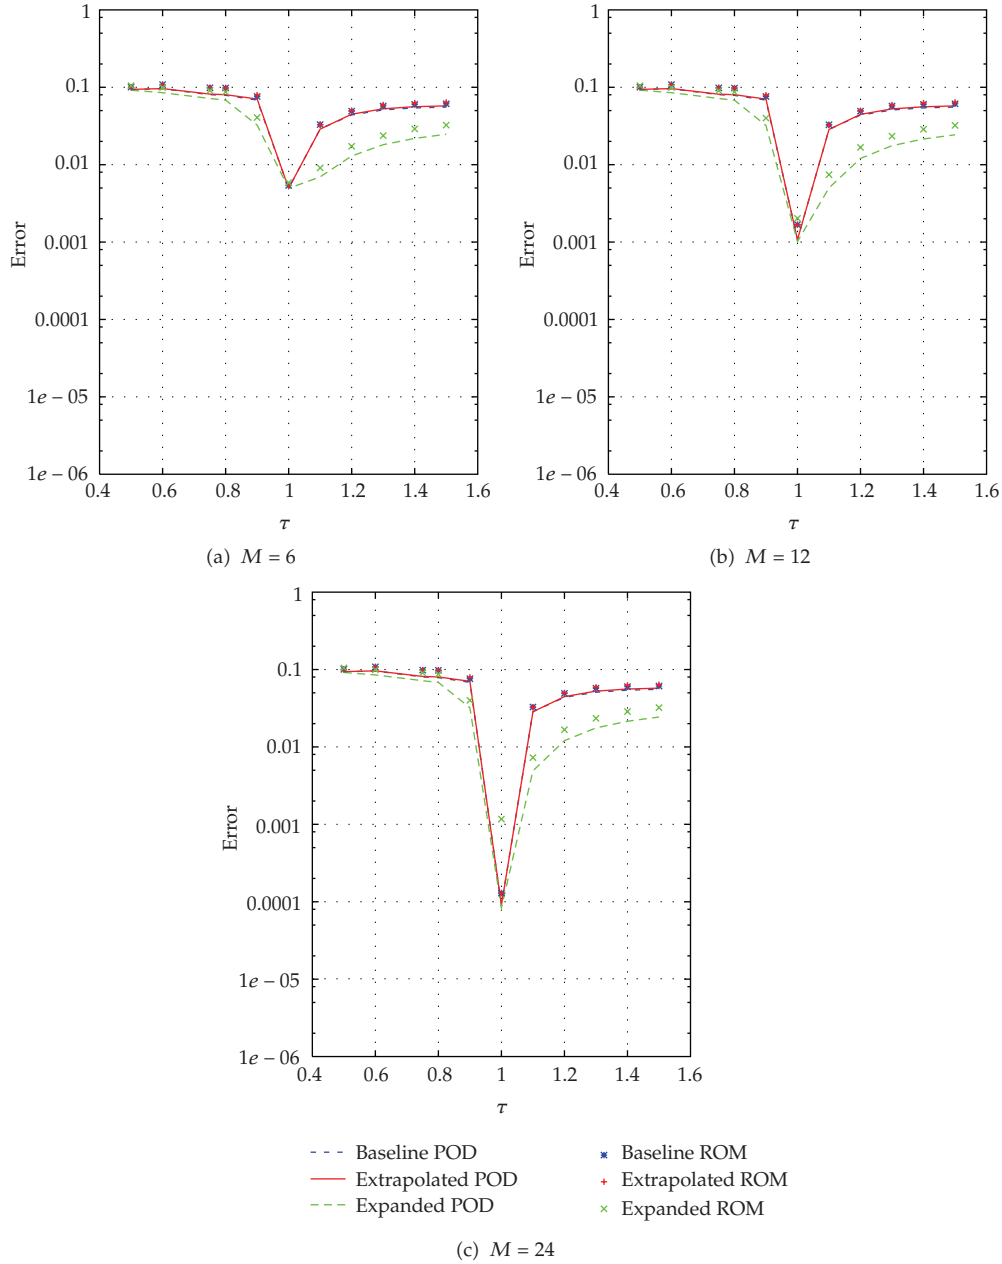 1
0.1
0.01
0.001
0.0001
1e − 05
1e − 06
Error
0.4 0.6 0.8 1 1.2 1.4 1.6
τ
(a) M = 6
1
0.1
0.01
0.001
0.0001
1e − 05
1e − 06
Error
0.4 0.6 0.8 1 1.2 1.4 1.6
τ
(b) M = 12
1
0.1
0.01
0.001
0.0001
1e − 05
1e − 06
Error
0.4 0.6 0.8 1 1.2 1.4 1.6
τ
Baseline POD
Extrapolated POD
Expanded POD
Baseline ROM
Extrapolated ROM
Expanded ROM
(c) M = 24